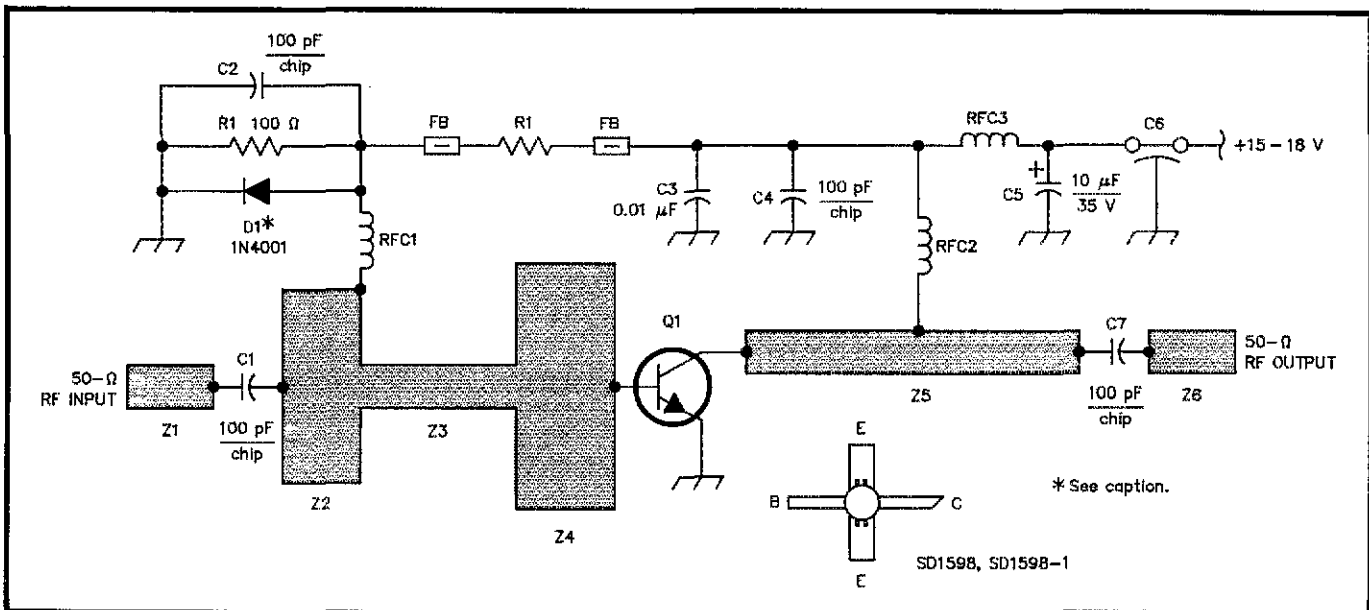 100 pF
chip
C2
R1 100 Ω
D1*
1N4001
RFC1
FB
R1
FB
C3
0.01 µF
C4
100 pF
chip
RFC3
C5
+
10 µF
35 V
C6
+15-18 V
RFC2
50-Ω
RF INPUT
Z1
C1
100 pF
chip
Z2
Z3
Z4
Q1
Z5
C7
100 pF
chip
50-Ω
RF OUTPUT
Z6
E
B
C
E
SD1598, SD1598-1
* See caption.